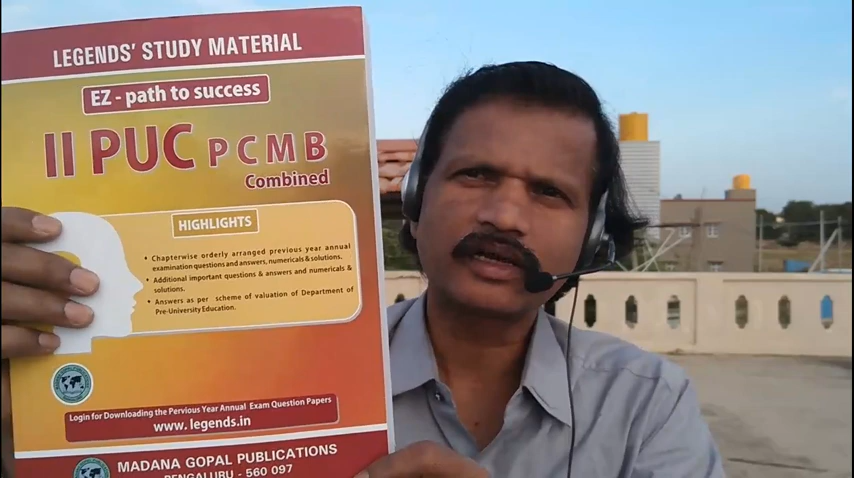 LEGENDS' STUDY MATERIAL
EZ - path to success
II PUC PCMB
Combined
HIGHLIGHTS
• Chapterwise orderly arranged previous year annual
examination questions and answers, numericals & solutions.
• Additional important questions & answers and numericals &
solutions.
• Answers as per scheme of valuation of Department of
Pre-University Education.
Login for Downloading the Pervious Year Annual Exam Question Papers
www.legends.in
MADANA GOPAL PUBLICATIONS
BENGALURU - 560 097